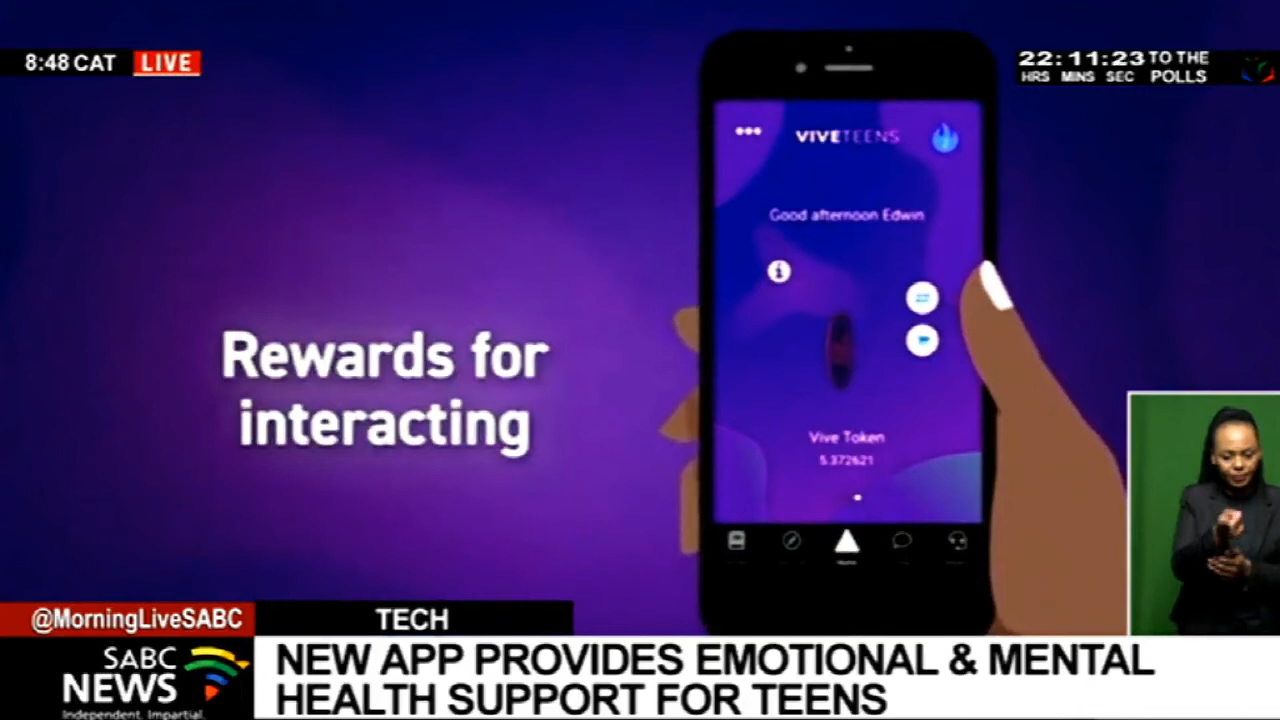 8:48 CAT LIVE
22:11:23 TO THE
HRS MINS SEC POLLS
VIVETEENS
Good afternoon Edwin
Rewards for
interacting
Vive Token
5.372621
@MorningLiveSABC TECH
SABC
NEWS
Independent. Impartial.
NEW APP PROVIDES EMOTIONAL & MENTAL
HEALTH SUPPORT FOR TEENS